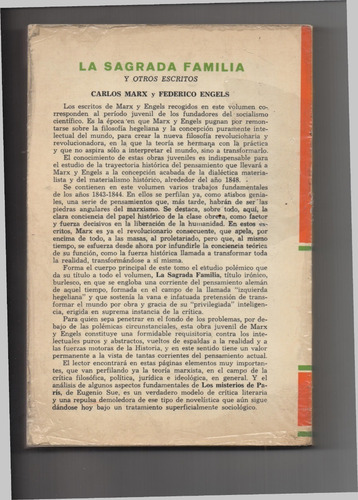 LA SAGRADA FAMILIA
Y OTROS ESCRITOS
CARLOS MARX y FEDERICO ENGELS
Los escritos de Marx y Engels recogidos en este volumen co-
rresponden al período juvenil de los fundadores del socialismo
científico. Es la época en que Marx y Engels pugnan por remon-
tarse sobre la filosofía hegeliana y la concepción puramente inte-
lectual del mundo, para crear la nueva filosofía revolucionaria y
revolucionadora, en la que la teoría se hermana con la práctica
y que no aspira sólo a interpretar el mundo, sino a transformarlo.
El conocimiento de estas obras juveniles es indispensable para
el estudio de la trayectoria histórica del pensamiento que llevará a
Marx y Engels a la concepción acabada de la dialéctica materia-
lista y del materialismo histórico, alrededor del año 1848.
Se contienen en este volumen varios trabajos fundamentales
de los años 1843-1844. En ellos se perfilan ya, como atisbos genia-
les, una serie de pensamientos que, más tarde, habrán de ser las
piedras angulares del marxismo. Se destaca, sobre todo, aquí, la
clara conciencia del papel histórico de la clase obrera, como factor
y fuerza decisivos en la liberación de la humanidad. En estos es-
critos, Marx es ya el revolucionario consecuente, que apela, por
encima de todo, a las masas, al proletariado, pero que, al mismo
tiempo, se esfuerza desde ahora por infundirle la conciencia teórica
de su función, como la fuerza histórica llamada a transformar toda
la realidad, transformándose a sí misma.
Forma el cuerpo principal de este tomo el estudio polémico que
da su título a todo el volumen, La Sagrada Familia, título irónico,
burlesco, en que se engloba una corriente del pensamiento alemán
de aquel tiempo, formada en el campo de la llamada "izquierda
hegeliana" y que sostenía la vana e infatuada pretensión de trans-
formar el mundo por obra y gracia de su "privilegiada" inteligen-
cia, erigida en suprema instancia de la crítica.
Para quien sepa penetrar en el fondo de los problemas, por de-
bajo de las polémicas circunstanciales, esta obra juvenil de Marx
y Engels constituye una formidable requisitoria contra los inte-
lectuales puros y abstractos, vueltos de espaldas a la realidad y a
las fuerzas motoras de la Historia, y en este sentido tiene un valor
permanente a la vista de tantas corrientes del pensamiento actual.
El lector encontrará en estas páginas elementos muy importan-
tes, que van perfilando ya la teoría marxista, en el campo de la
crítica filosófica, política, jurídica e ideológica, en general. Y el
análisis de algunos aspectos fundamentales de Los misterios de Pa-
rís, de Eugenio Sue, es un verdadero modelo de crítica literaria
y una repulsa demoledora de ese tipo de novelística que aún sigue
dándose hoy bajo un tratamiento superficialmente sociológico.